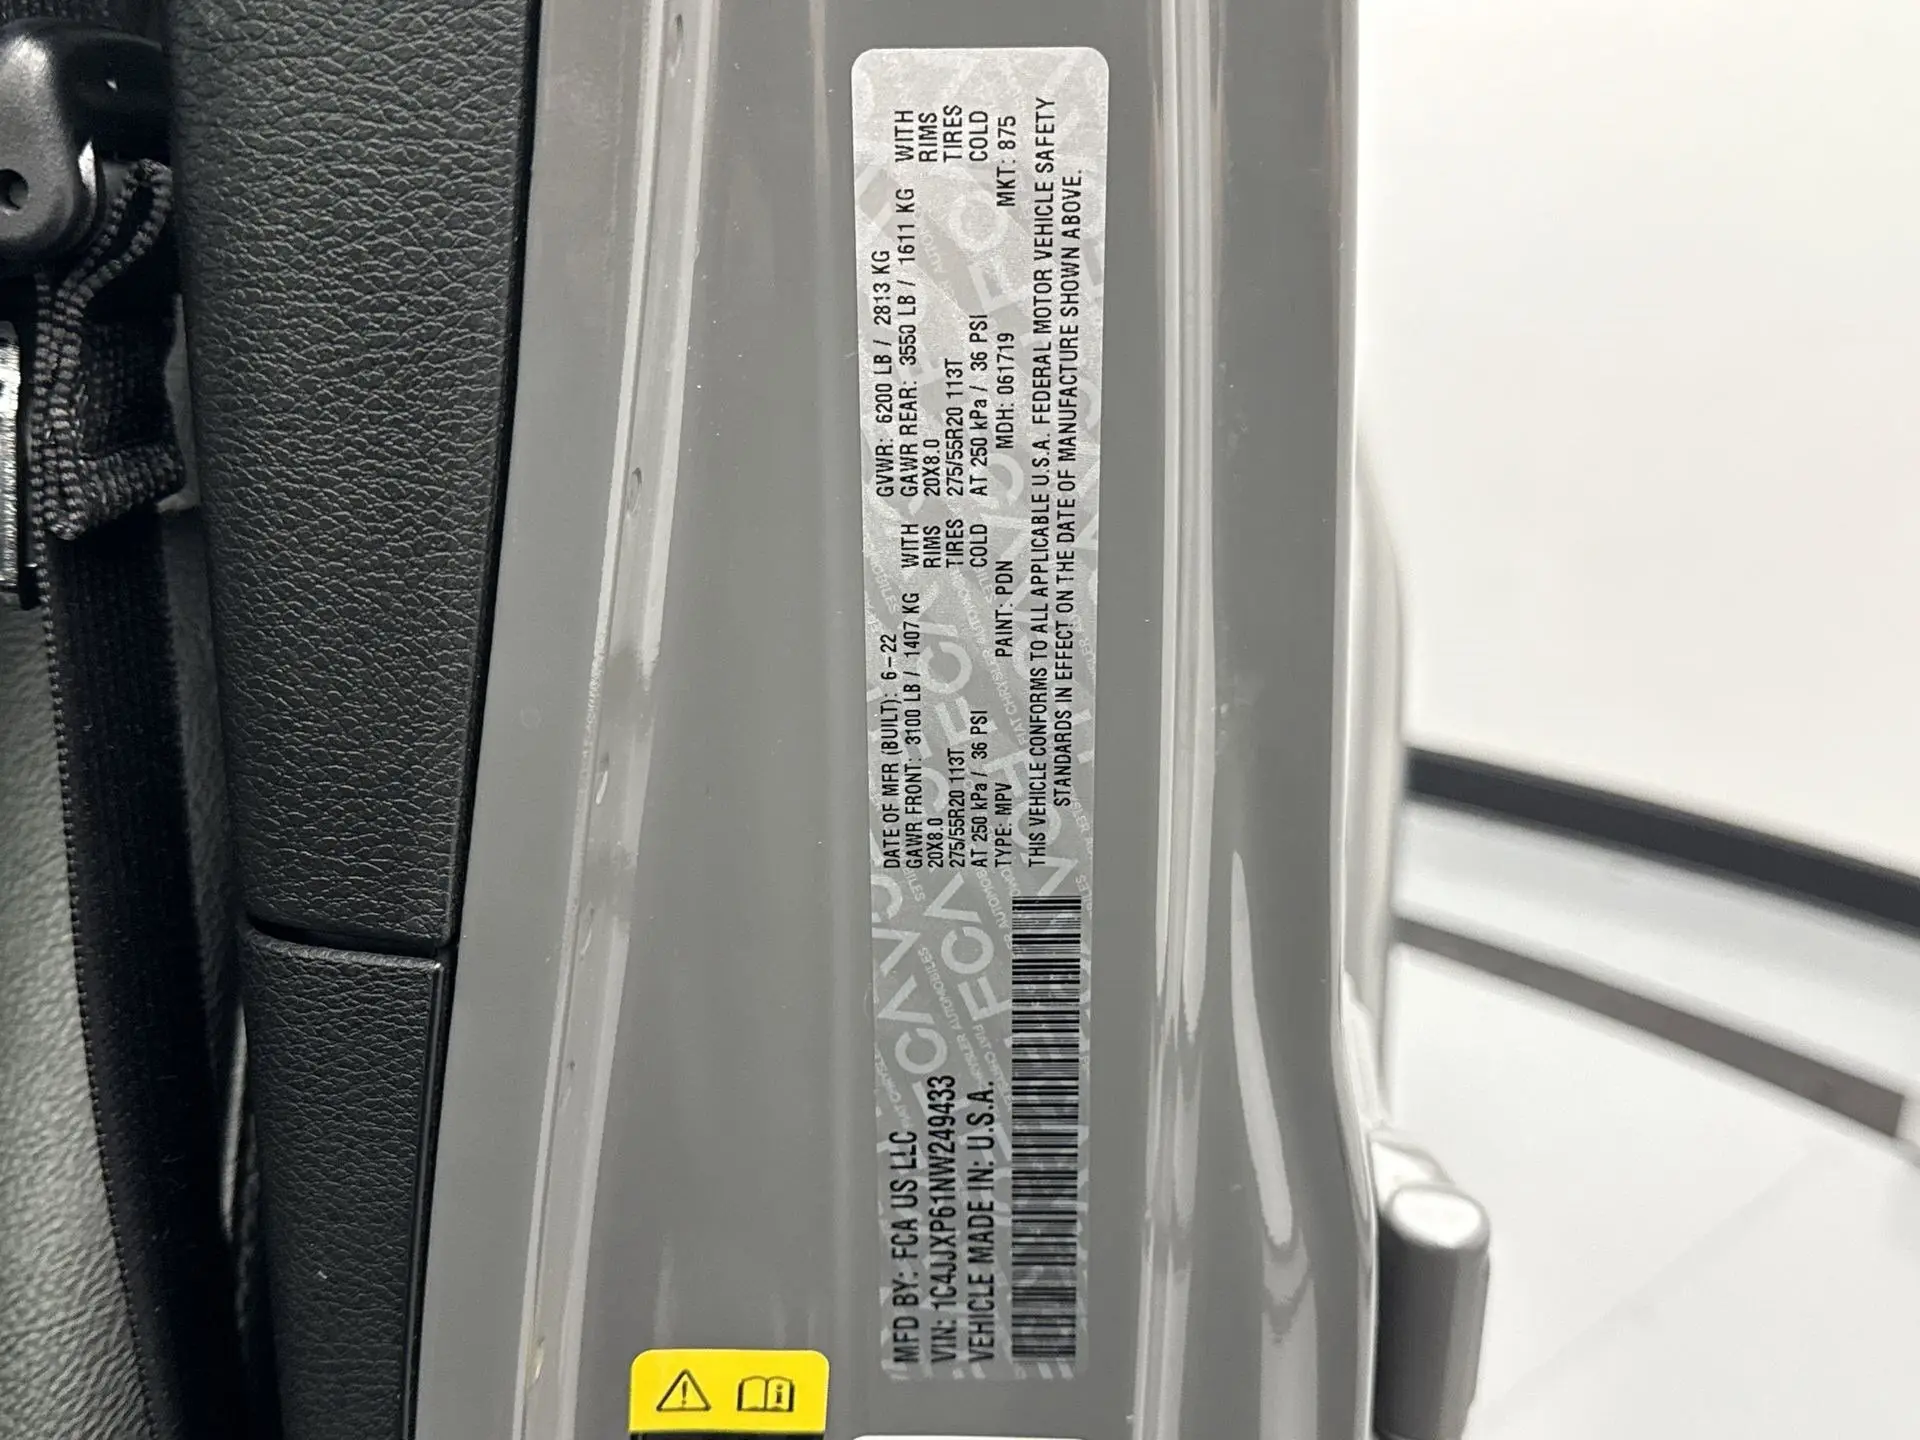 MFD BY: FCA US LLC
VIN: 1C4JJXP61NW249433
VEHICLE MADE IN: U.S.A.
DATE OF MFR (BUILT): 6-22 GVWR: 6200 LB / 2813 KG
GAWR FRONT: 3100 LB / 1407 KG WITH GAWR REAR: 3550 LB / 1611 KG WITH
20X8.0 RIMS 20X8.0 RIMS
275/55R20 113T TIRES 275/55R20 113T TIRES
AT 250 kPa / 36 PSI COLD AT 250 kPa / 36 PSI COLD
TYPE: MPV PAINT: PDN MDH: 061719 MKT: 875
THIS VEHICLE CONFORMS TO ALL APPLICABLE U.S.A. FEDERAL MOTOR VEHICLE SAFETY
STANDARDS IN EFFECT ON THE DATE OF MANUFACTURE SHOWN ABOVE.